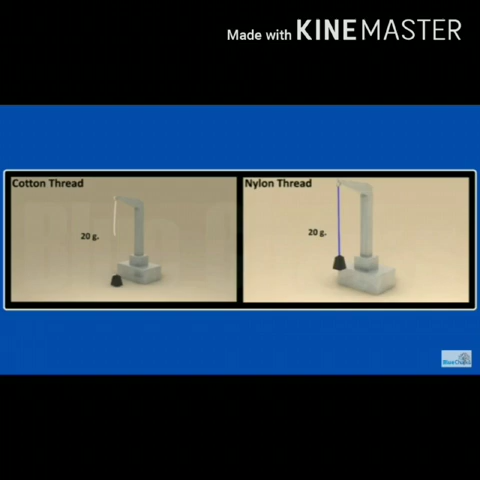 Made with KINEMASTER
Cotton Thread
Nylon Thread
20 g.
20 g.